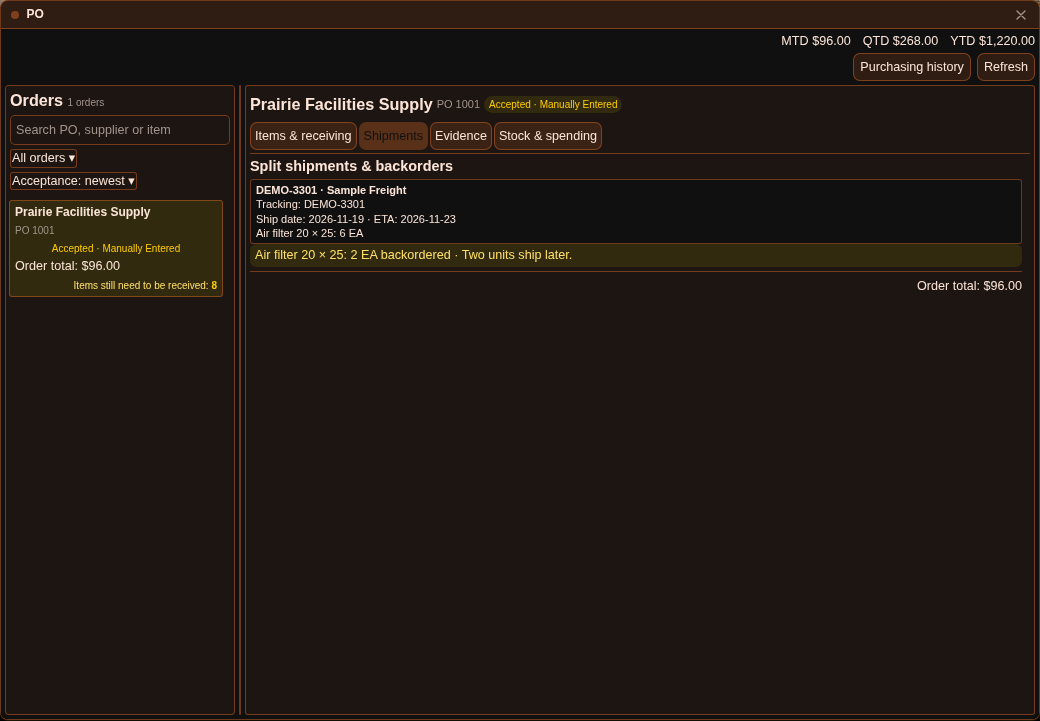 PO
MTD $96.00 QTD $268.00 YTD $1,220.00
Purchasing history Refresh
Orders 1 orders
Search PO, supplier or item
All orders ▾
Acceptance: newest ▾
Prairie Facilities Supply
PO 1001
Accepted · Manually Entered
Order total: $96.00
Items still need to be received: 8
Prairie Facilities Supply PO 1001 Accepted · Manually Entered
Items & receiving Shipments Evidence Stock & spending
Split shipments & backorders
DEMO-3301 · Sample Freight
Tracking: DEMO-3301
Ship date: 2026-11-19 · ETA: 2026-11-23
Air filter 20 × 25: 6 EA
Air filter 20 × 25: 2 EA backordered · Two units ship later.
Order total: $96.00